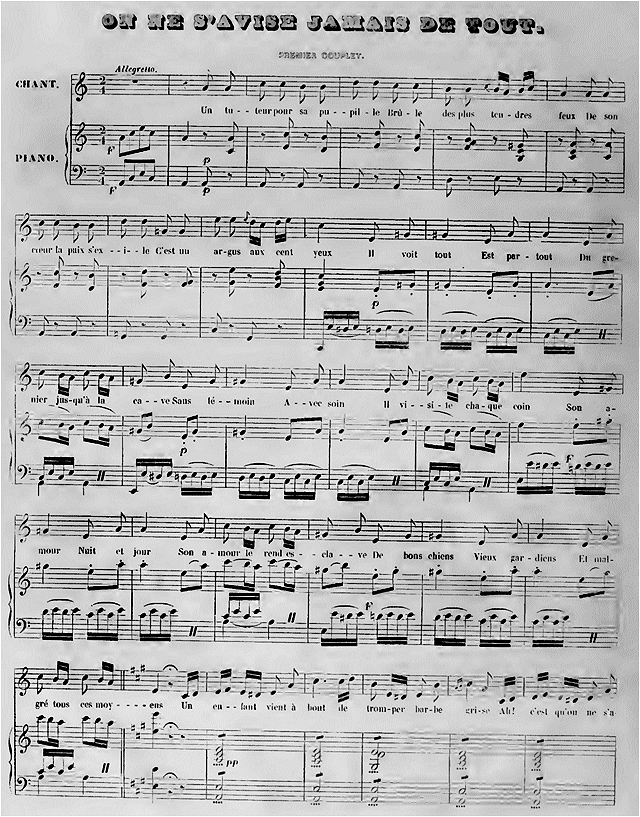 ON NE S'AVISE JAMAIS DE TOUT.
PREMIER COUPLET.
Allegretto.
CHANT.
Un tu - - teur pour sa pu - - pil - le Brû - le des plus ten - dres feux De son
PIANO.
F p
cœur la paix s'ex - - i - le C'est un ar - gus aux cent yeux Il voit tout Est par - tout Du gre-
p
nier jus - qu'à la ca - - ve Sans té - - moin A - - vec soin Il vi - - si - te cha - que coin Son a -
p
mour Nuit et jour Son a - mour le rend es - - cla - - ve De bons chiens Vieux gar - diens Et mal-
F
gré tous ces moy - - ens Un en - fant vient à bout de trom - per bar - be gri - se Ah! c'est qu'on ne s'a
pp